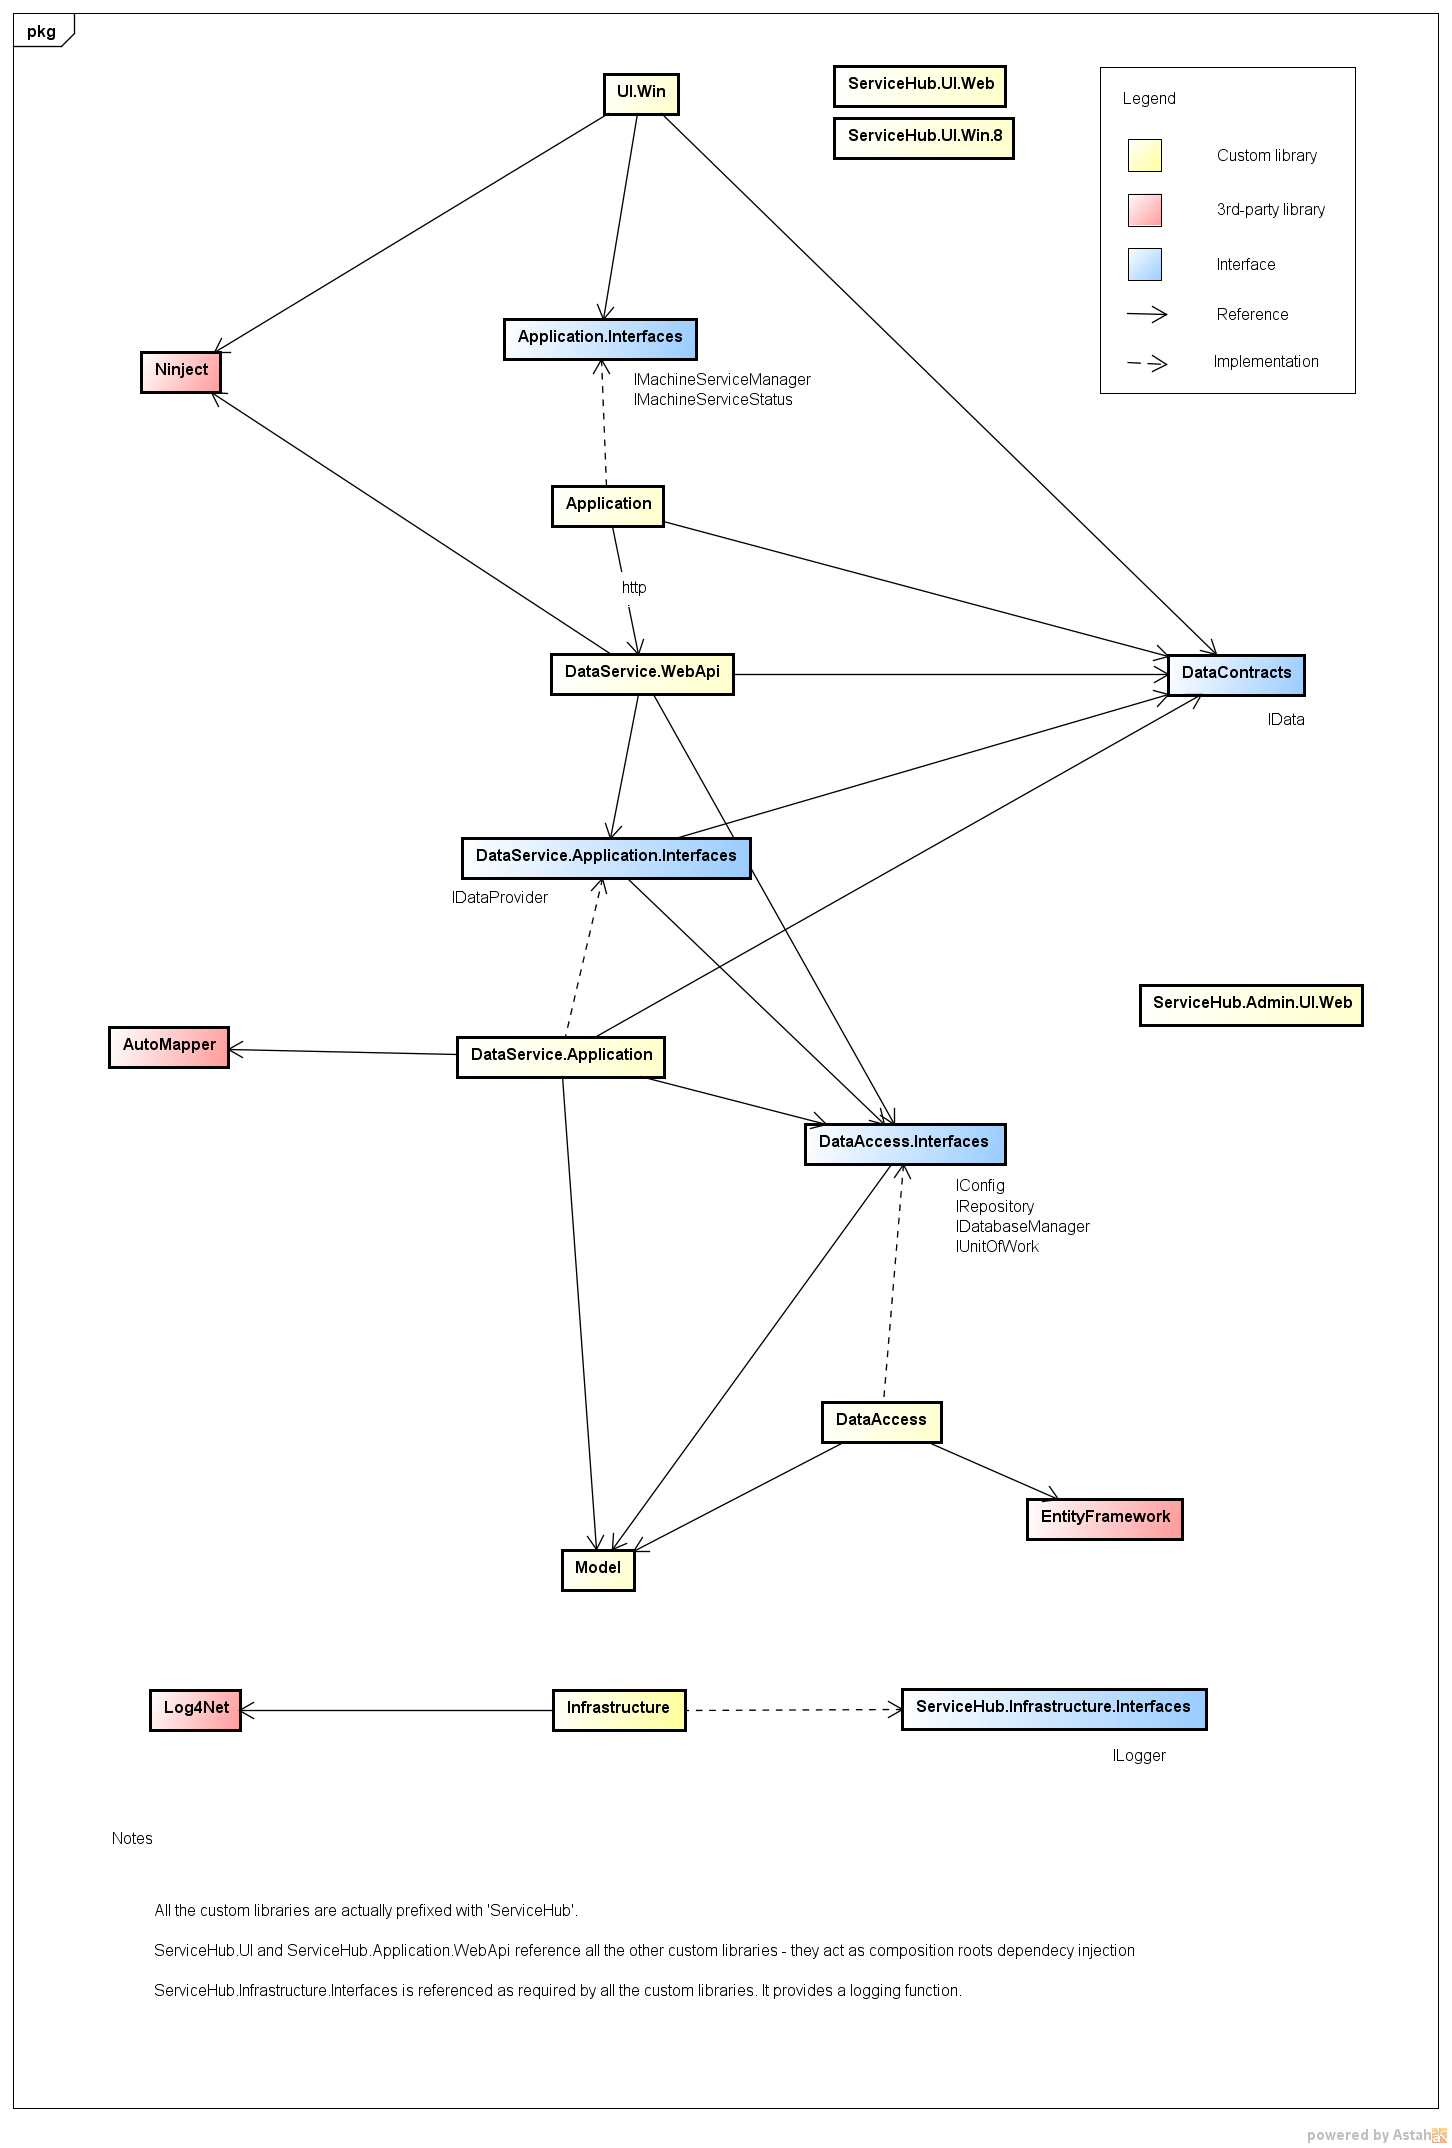 pkg
UI.Win
ServiceHub.UI.Web
ServiceHub.UI.Win.8
Legend
Custom library
3rd-party library
Interface
Reference
Implementation
Application.Interfaces
Ninject
IMachineServiceManager
IMachineServiceStatus
Application
http
DataService.WebApi
DataContracts
IData
DataService.Application.Interfaces
IDataProvider
ServiceHub.Admin.UI.Web
AutoMapper
DataService.Application
DataAccess.Interfaces
IConfig
IRepository
IDatabaseManager
IUnitOfWork
DataAccess
EntityFramework
Model
Log4Net
Infrastructure
ServiceHub.Infrastructure.Interfaces
ILogger
Notes
All the custom libraries are actually prefixed with 'ServiceHub'.
ServiceHub.UI and ServiceHub.Application.WebApi reference all the other custom libraries - they act as composition roots dependecy injection
ServiceHub.Infrastructure.Interfaces is referenced as required by all the custom libraries. It provides a logging function.
powered by Astah